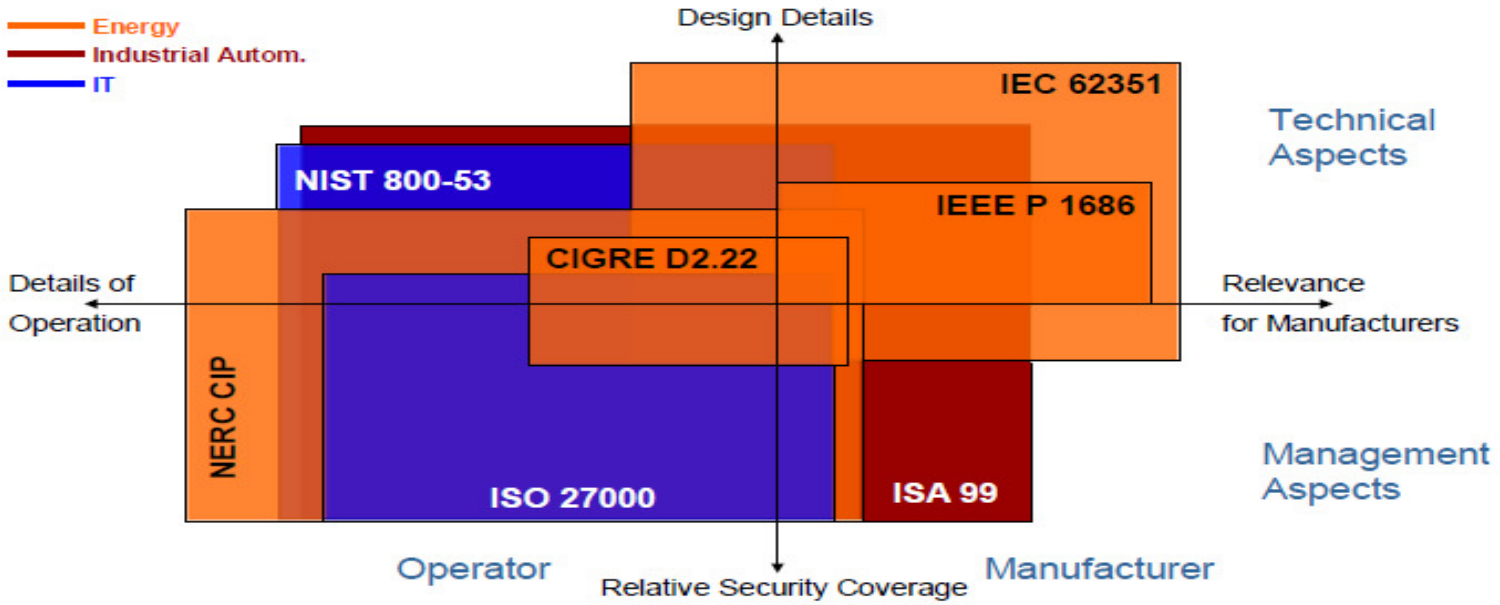 Energy
Industrial Autom.
IT
Design Details
IEC 62351
Technical
Aspects
NIST 800-53
IEEE P 1686
CIGRE D2.22
Details of
Operation
Relevance
for Manufacturers
NERC CIP
ISO 27000
ISA 99
Management
Aspects
Operator
Relative Security Coverage
Manufacturer